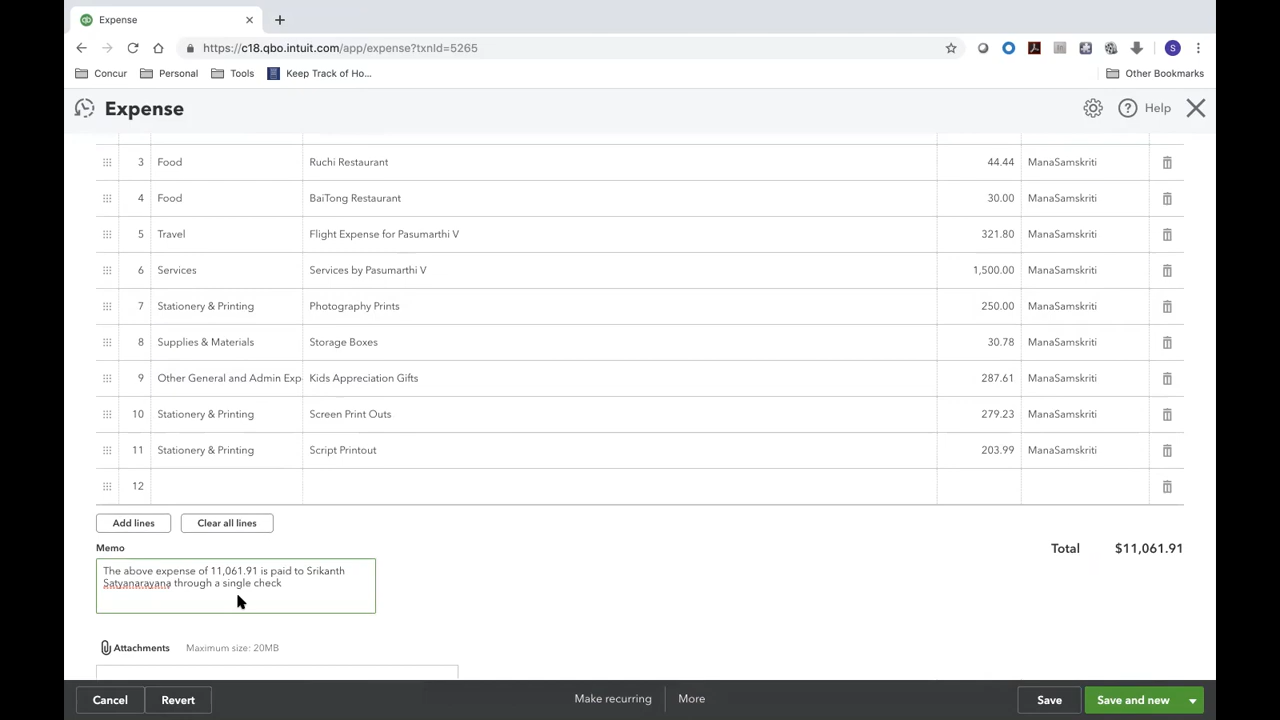 Expense
https://c18.qbo.intuit.com/app/expense?txnId=5265
S
Concur Personal Tools Keep Track of Ho... Other Bookmarks
Expense Help
3 Food Ruchi Restaurant 44.44 ManaSamskriti
4 Food BaiTong Restaurant 30.00 ManaSamskriti
5 Travel Flight Expense for Pasumarthi V 321.80 ManaSamskriti
6 Services Services by Pasumarthi V 1,500.00 ManaSamskriti
7 Stationery & Printing Photography Prints 250.00 ManaSamskriti
8 Supplies & Materials Storage Boxes 30.78 ManaSamskriti
9 Other General and Admin Exp Kids Appreciation Gifts 287.61 ManaSamskriti
10 Stationery & Printing Screen Print Outs 279.23 ManaSamskriti
11 Stationery & Printing Script Printout 203.99 ManaSamskriti
12
Add lines Clear all lines
Memo Total $11,061.91
The above expense of 11,061.91 is paid to Srikanth
Satyanarayana through a single check
Attachments Maximum size: 20MB
Cancel Revert Make recurring More Save Save and new